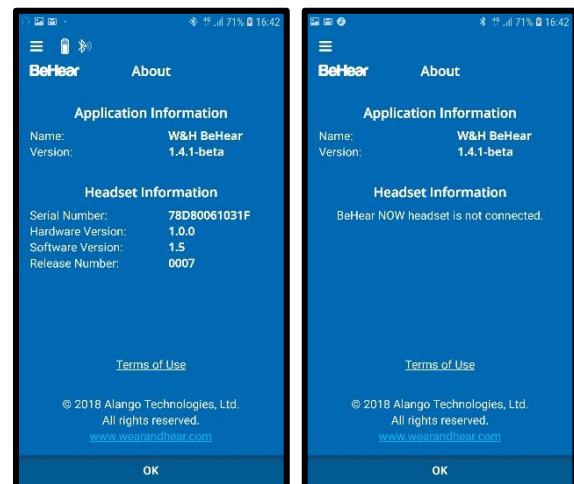 71% 16:42
BeHear About
Application Information
Name: W&H BeHear
Version: 1.4.1-beta
Headset Information
Serial Number: 78D80061031F
Hardware Version: 1.0.0
Software Version: 1.5
Release Number: 0007
Terms of Use
© 2018 Alango Technologies, Ltd.
All rights reserved.
www.wearandhear.com
OK
71% 16:42
BeHear About
Application Information
Name: W&H BeHear
Version: 1.4.1-beta
Headset Information
BeHear NOW headset is not connected.
Terms of Use
© 2018 Alango Technologies, Ltd.
All rights reserved.
www.wearandhear.com
OK